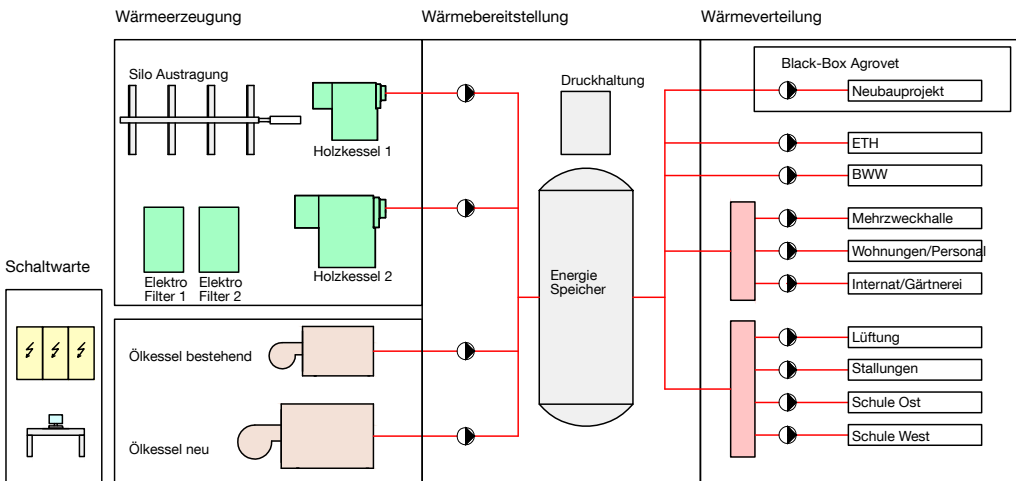 Wärmeerzeugung
Wärmebereitstellung
Wärmeverteilung
Silo Austragung
Holzkessel 1
Holzkessel 2
Elektro
Filter 1
Elektro
Filter 2
Schaltwarte
Ölkessel bestehend
Ölkessel neu
Druckhaltung
Energie
Speicher
Black-Box Agrovet
Neubauprojekt
ETH
BWW
Mehrzweckhalle
Wohnungen/Personal
Internat/Gärtnerei
Lüftung
Stallungen
Schule Ost
Schule West